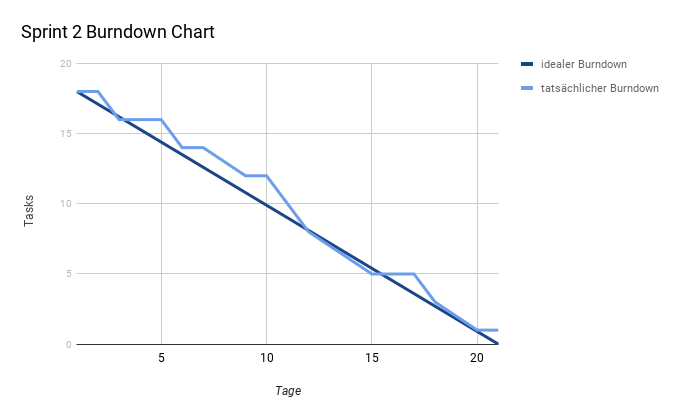 Sprint 2 Burndown Chart
idealer Burndown
tatsächlicher Burndown
20
15
10
5
0
Tasks
5 10 15 20
Tage